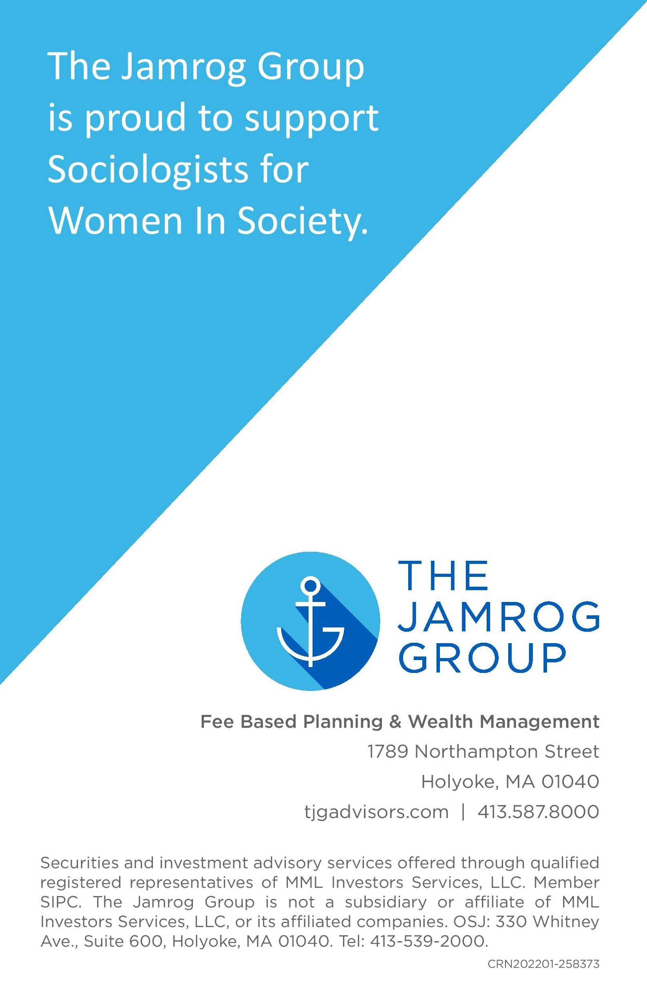 The Jamrog Group
is proud to support
Sociologists for
Women In Society.
THE
JAMROG
GROUP
Fee Based Planning & Wealth Management
1789 Northampton Street
Holyoke, MA 01040
tjgadvisors.com | 413.587.8000
Securities and investment advisory services offered through qualified
registered representatives of MML Investors Services, LLC. Member
SIPC. The Jamrog Group is not a subsidiary or affiliate of MML
Investors Services, LLC, or its affiliated companies. OSJ: 330 Whitney
Ave., Suite 600, Holyoke, MA 01040. Tel: 413-539-2000.
CRN202201-258373